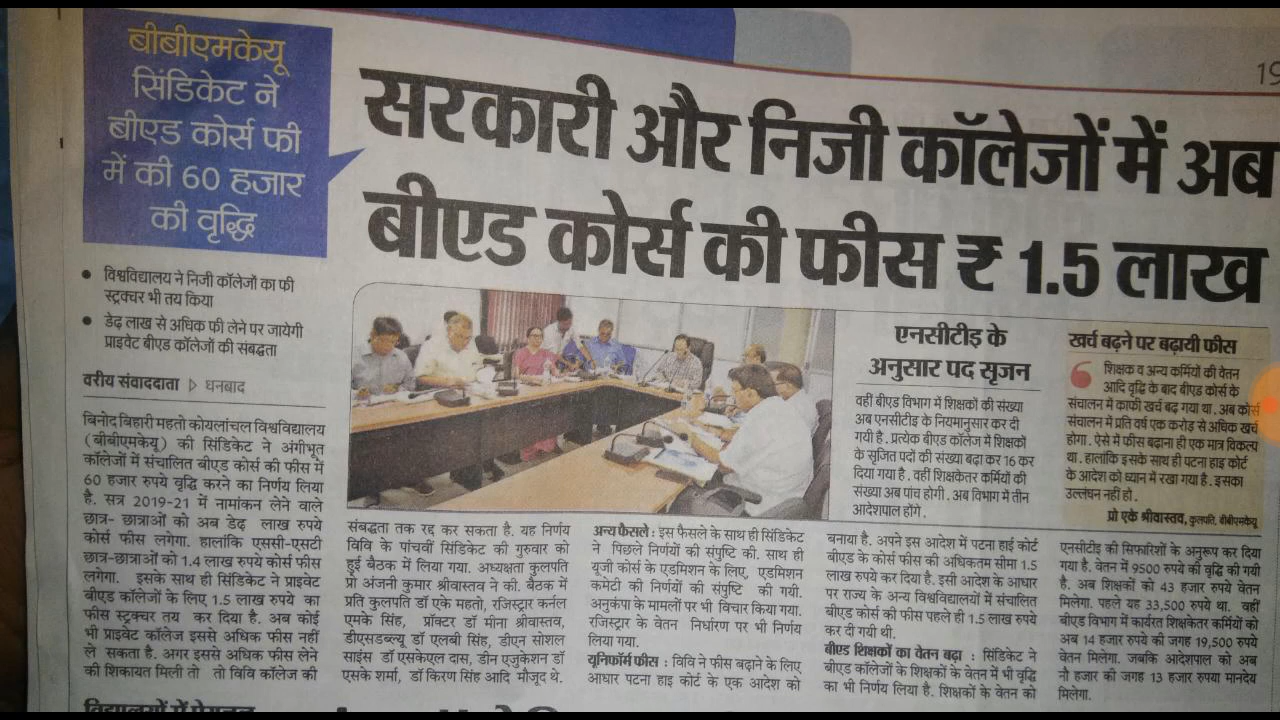 19
बीबीएमकेयू
सिंडिकेट ने
बीएड कोर्स फी
में की 60 हजार
की वृद्धि
सरकारी और निजी कॉलेजों में अब
बीएड कोर्स की फीस ₹ 1.5 लाख
● विश्वविद्यालय ने निजी कॉलेजों का फी
स्ट्रक्चर भी तय किया
● डेढ़ लाख से अधिक फी लेने पर जायेगी
प्राइवेट बीएड कॉलेजों की संबद्धता
वरीय संवाददाता ▷ धनबाद
बिनोद बिहारी महतो कोयलांचल विश्वविद्यालय
(बीबीएमकेयू) की सिंडिकेट ने अंगीभूत
कॉलेजों में संचालित बीएड कोर्स की फीस में
60 हजार रुपये वृद्धि करने का निर्णय लिया
है. सत्र 2019-21 में नामांकन लेने वाले
छात्र- छात्राओं को अब डेढ़ लाख रुपये
कोर्स फीस लगेगा. हालांकि एससी-एसटी
छात्र-छात्राओं को 1.4 लाख रुपये कोर्स फीस
लगेगा. इसके साथ ही सिंडिकेट ने प्राइवेट
बीएड कॉलेजों के लिए 1.5 लाख रुपये का
फीस स्ट्रक्चर तय कर दिया है. अब कोई
भी प्राइवेट कॉलेज इससे अधिक फीस नहीं
ले सकता है. अगर इससे अधिक फीस लेने
की शिकायत मिली तो तो विवि कॉलेज की
संबद्धता तक रद्द कर सकता है. यह निर्णय
विवि के पांचवीं सिंडिकेट की गुरुवार को
हुई बैठक में लिया गया. अध्यक्षता कुलपति
प्रो अंजनी कुमार श्रीवास्तव ने की. बैठक में
प्रति कुलपति डॉ एके महतो, रजिस्ट्रार कर्नल
एमके सिंह, प्रॉक्टर डॉ मीना श्रीवास्तव,
डीएसडब्ल्यू डॉ एलबी सिंह, डीएन सोशल
साइंस डॉ एसकेएल दास, डीन एजुकेशन डॉ
एसके शर्मा, डॉ किरण सिंह आदि मौजूद थे.
अन्य फैसले : इस फैसले के साथ ही सिंडिकेट
ने पिछले निर्णयों की संपुष्टि की. साथ ही
यूजी कोर्स के एडमिशन के लिए, एडमिशन
कमिटी की निर्णयों की संपुष्टि की गयी.
अनुकंपा के मामलों पर भी विचार किया गया.
रजिस्टार के वेतन निर्धारण पर भी निर्णय
लिया गया.
यूनिफॉर्म फीस : विवि ने फीस बढ़ाने के लिए
आधार पटना हाइ कोर्ट के एक आदेश को
बनाया है. अपने इस आदेश में पटना हाई कोर्ट
बीएड के कोर्स फीस की अधिकतम सीमा 1.5
लाख रुपये कर दिया है. इसी आदेश के आधार
पर राज्य के अन्य विश्वविद्यालयों में संचालित
बीएड कोर्स की फीस पहले ही 1.5 लाख रुपये
कर दी गयी थी.
बीएड शिक्षकों का वेतन बढ़ा : सिंडिकेट ने
बीएड कॉलेजों के शिक्षकों के वेतन में भी वृद्धि
का भी निर्णय लिया है. शिक्षकों के वेतन को
एनसीटीइ की सिफारिशों के अनुरूप कर दिया
गया है. वेतन में 9500 रुपये की वृद्धि की गयी
है. अब शिक्षकों को 43 हजार रुपये वेतन
मिलेगा. पहले यह 33,500 रुपये था. वहीं
बीएड विभाग में कार्यरत शिक्षकेतर कर्मियों को
अब 14 हजार रुपये की जगह 19,500 रुपये
वेतन मिलेगा. जबकि आदेशपाल को अब
नौ हजार की जगह 13 हजार रुपये मानदेय
मिलेगा.
एनसीटीइ के
अनुसार पद सृजन
वहीं बीएड विभाग में शिक्षकों की संख्या
अब एनसीटीइ के नियमानुसार कर दी
गयी है. प्रत्येक बीएड कॉलेज में शिक्षकों
के सृजित पदों की संख्या बढ़ा कर 16 कर
दिया गया है. वहीं शिक्षकेतर कर्मियों की
संख्या अब पांच होगी. अब विभाग में तीन
आदेशपाल होंगे.
खर्च बढ़ने पर बढ़ायी फीस
शिक्षक व अन्य कर्मियों की वेतन
आदि वृद्धि के बाद बीएड कोर्स के
संचालन में काफी खर्च बढ़ गया था. अब कोर्स
संचालन में प्रति वर्ष एक करोड़ से अधिक खर्च
होगा. ऐसे में फीस बढ़ाना ही एक मात्र विकल्प
था. हालांकि इसके साथ ही पटना हाइ कोर्ट
के आदेश को ध्यान में रखा गया है. इसका
उल्लंघन नहीं हो.
प्रो एके श्रीवास्तव, कुलपति, बीबीएमकेयू